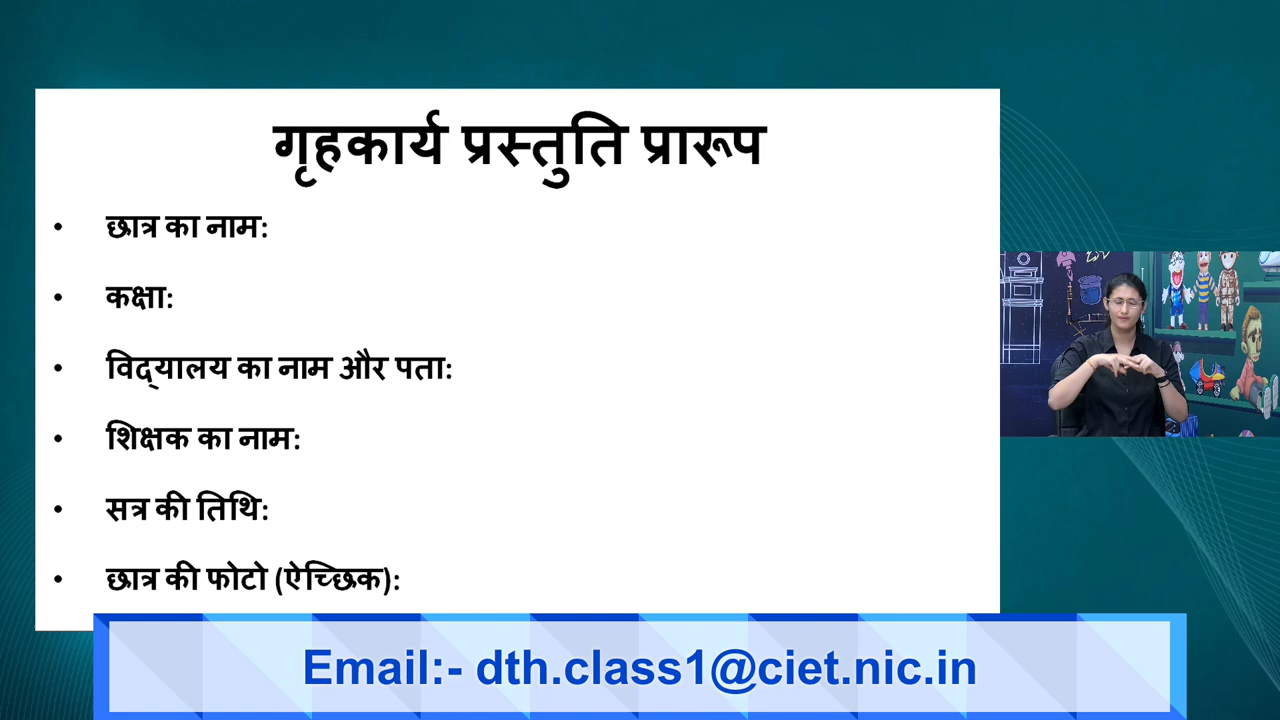 गृहकार्य प्रस्तुति प्रारूप
• छात्र का नाम:
• कक्षा:
• विद्‌यालय का नाम और पता:
• शिक्षक का नाम:
• सत्र की तिथि:
• छात्र की फोटो (ऐच्छिक):
Email:- dth.class1@ciet.nic.in